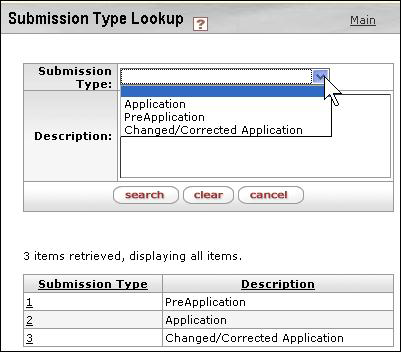 Submission Type Lookup ? Main
Submission Type:
Application
PreApplication
Changed/Corrected Application
Description:
search clear cancel
3 items retrieved, displaying all items.
Submission Type Description
1 PreApplication
2 Application
3 Changed/Corrected Application